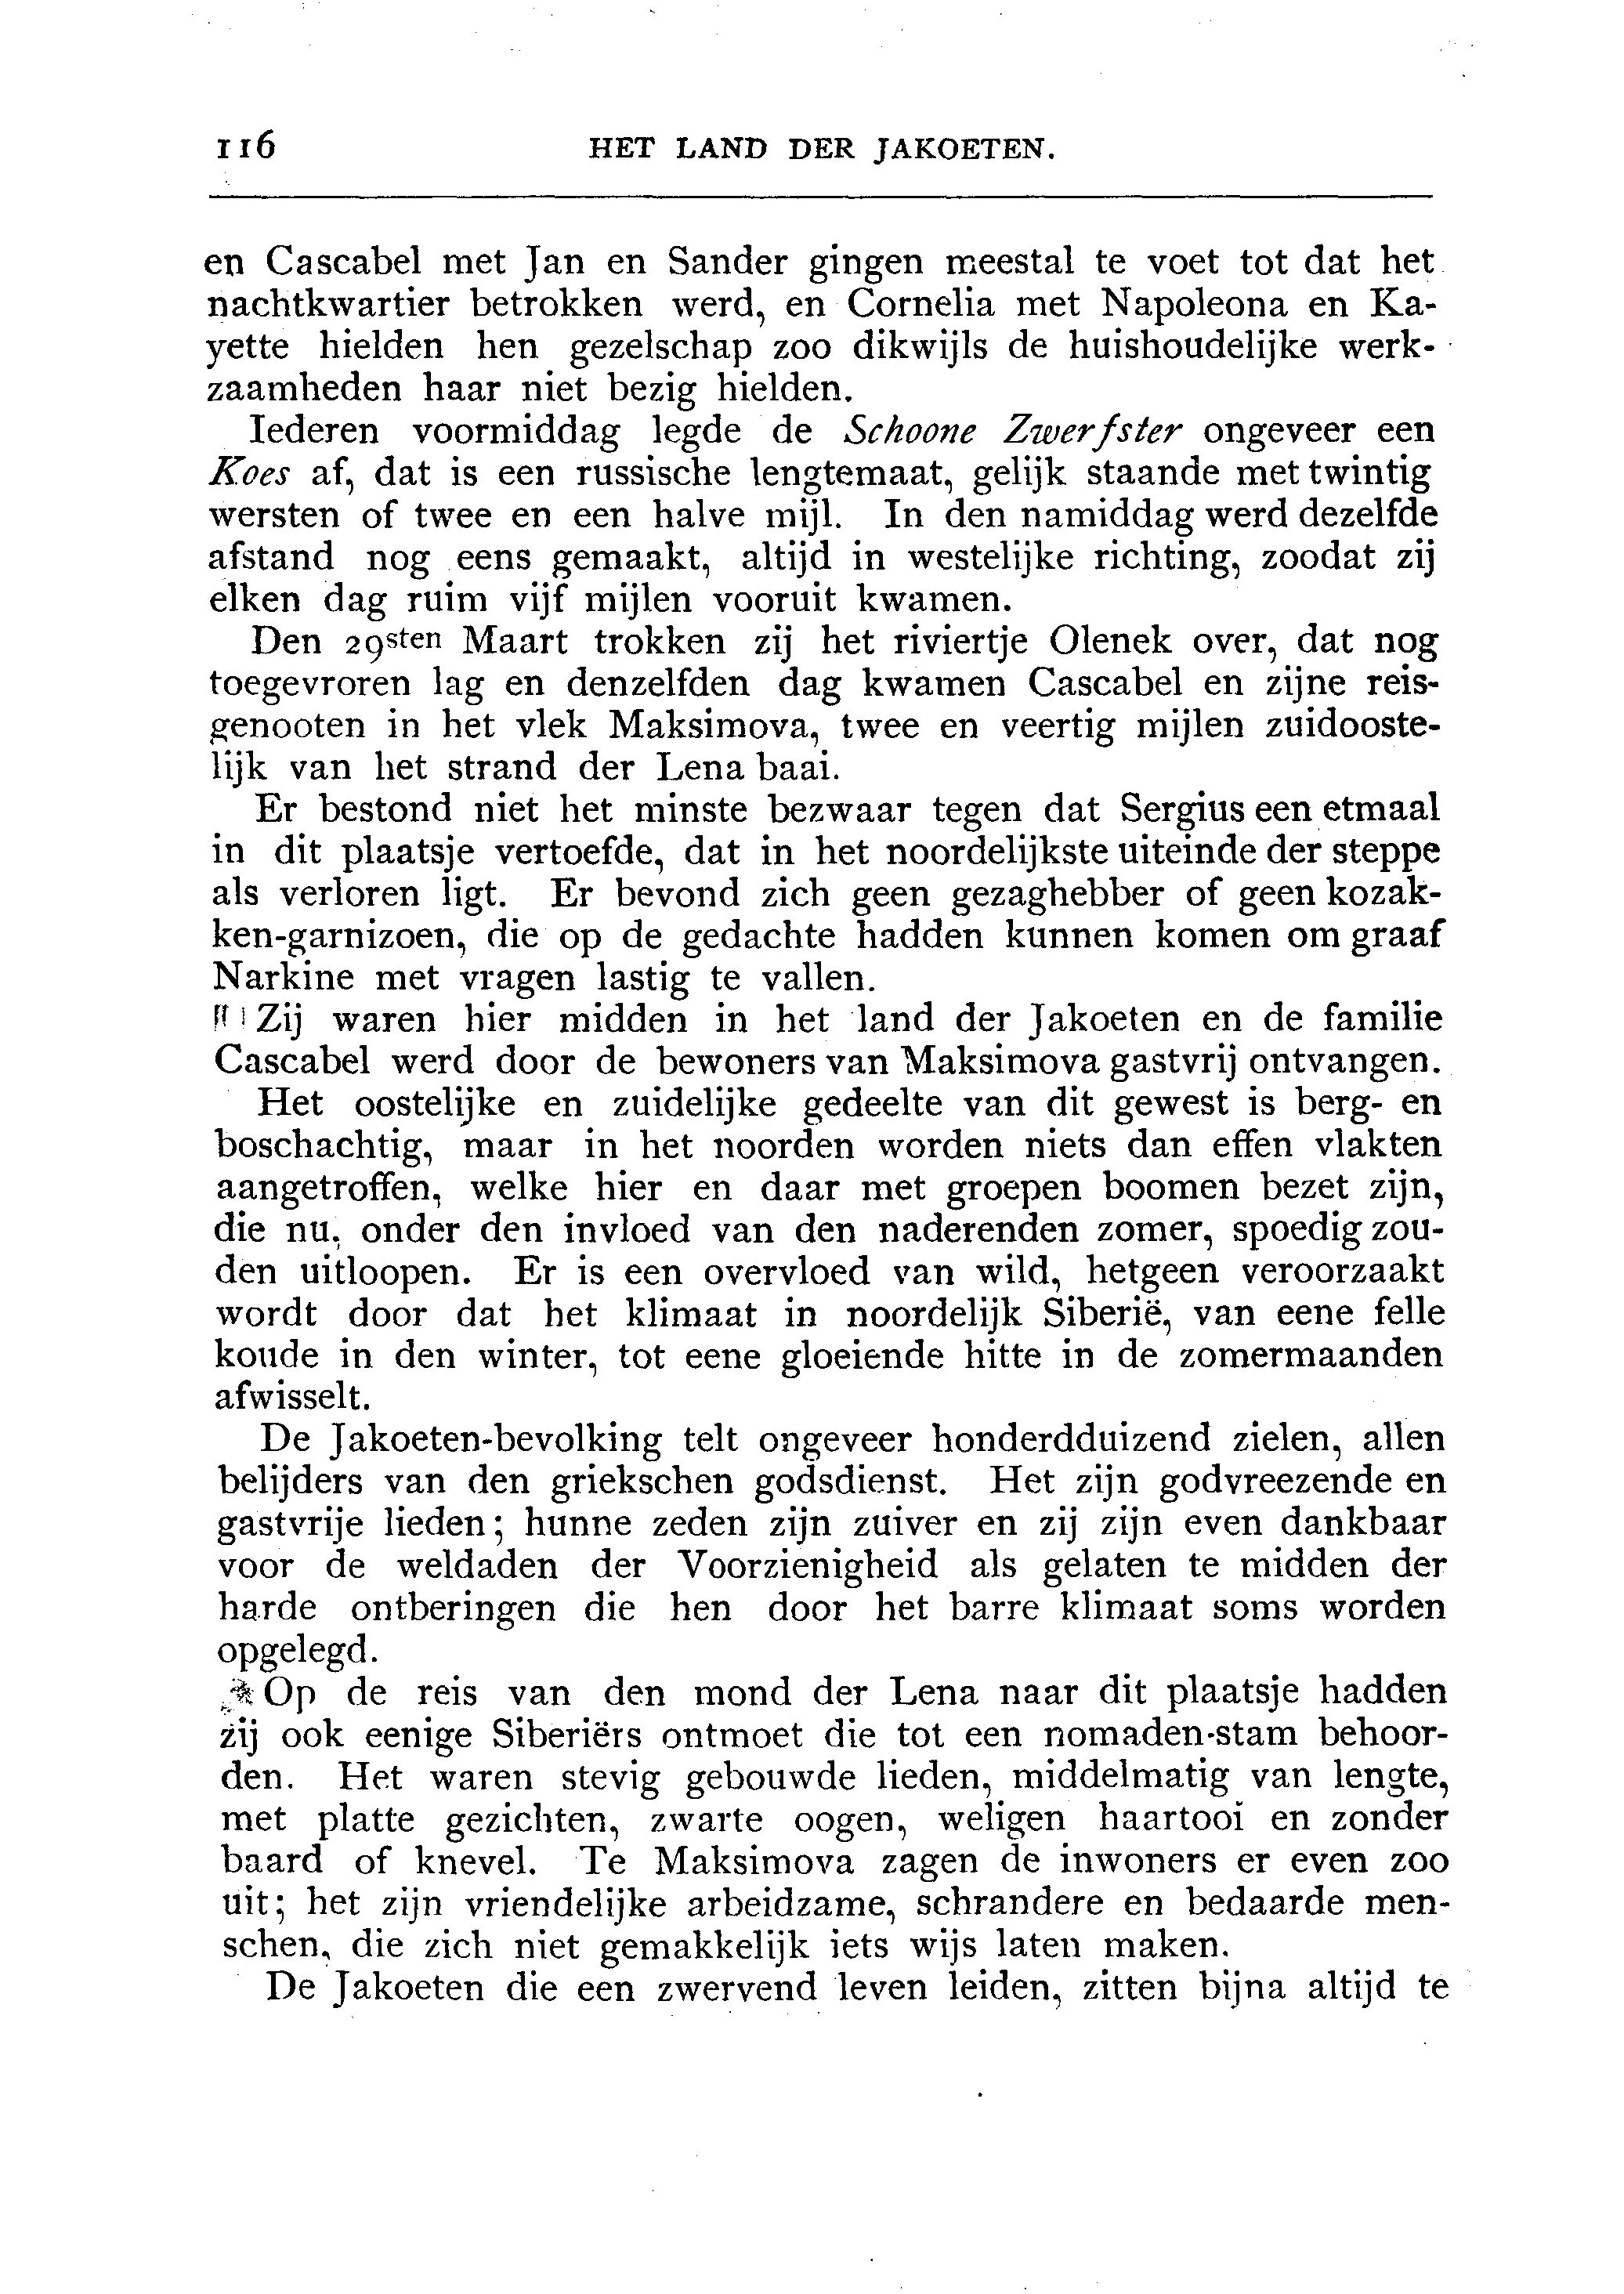 116 HET LAND DER JAKOETEN.
en Cascabel met Jan en Sander gingen meestal te voet tot dat het
nachtkwartier betrokken werd, en Cornelia met Napoleona en Ka-
yette hielden hen gezelschap zoo dikwijls de huishoudelijke werk-
zaamheden haar niet bezig hielden.
Iederen voormiddag legde de Schoone Zwerfster ongeveer een
Koes af, dat is een russische lengtemaat, gelijk staande met twintig
wersten of twee en een halve mijl. In den namiddag werd dezelfde
afstand nog eens gemaakt, altijd in westelijke richting, zoodat zij
elken dag ruim vijf mijlen vooruit kwamen.
Den 29sten Maart trokken zij het riviertje Olenek over, dat nog
toegevroren lag en denzelfden dag kwamen Cascabel en zijne reis-
genooten in het vlek Maksimova, twee en veertig mijlen zuidooste-
lijk van het strand der Lena baai.
Er bestond niet het minste bezwaar tegen dat Sergius een etmaal
in dit plaatsje vertoefde, dat in het noordelijkste uiteinde der steppe
als verloren ligt. Er bevond zich geen gezaghebber of geen kozak-
ken-garnizoen, die op de gedachte hadden kunnen komen om graaf
Narkine met vragen lastig te vallen.
Zij waren hier midden in het land der Jakoeten en de familie
Cascabel werd door de bewoners van Maksimova gastvrij ontvangen.
Het oostelijke en zuidelijke gedeelte van dit gewest is berg- en
boschachtig, maar in het noorden worden niets dan effen vlakten
aangetroffen, welke hier en daar met groepen boomen bezet zijn,
die nu, onder den invloed van den naderenden zomer, spoedig zou-
den uitloopen. Er is een overvloed van wild, hetgeen veroorzaakt
wordt door dat het klimaat in noordelijk Siberië, van eene felle
koude in den winter, tot eene gloeiende hitte in de zomermaanden
afwisselt.
De Jakoeten-bevolking telt ongeveer honderdduizend zielen, allen
belijders van den griekschen godsdienst. Het zijn godvreezende en
gastvrije lieden; hunne zeden zijn zuiver en zij zijn even dankbaar
voor de weldaden der Voorzienigheid als gelaten te midden der
harde ontberingen die hen door het barre klimaat soms worden
opgelegd.
Op de reis van den mond der Lena naar dit plaatsje hadden
zij ook eenige Siberiërs ontmoet die tot een nomaden-stam behoor-
den. Het waren stevig gebouwde lieden, middelmatig van lengte,
met platte gezichten, zwarte oogen, weligen haartooi en zonder
baard of knevel. Te Maksimova zagen de inwoners er even zoo
uit; het zijn vriendelijke arbeidzame, schrandere en bedaarde men-
schen, die zich niet gemakkelijk iets wijs laten maken.
De Jakoeten die een zwervend leven leiden, zitten bijna altijd te